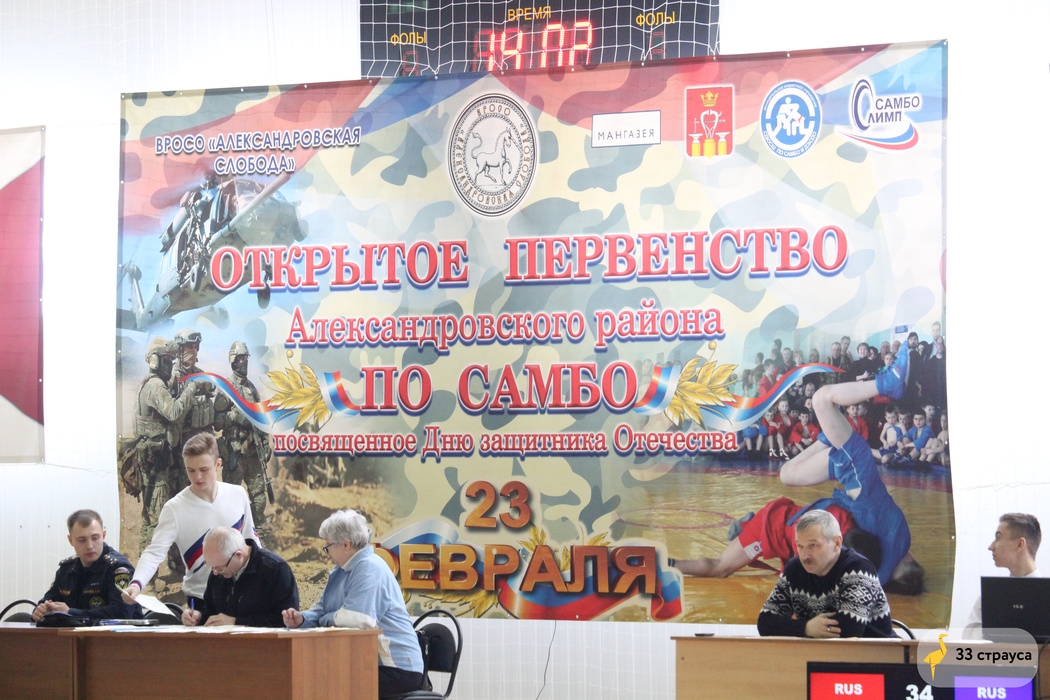 ВРЕМЯ
ФОЛЫ
ФОЛЫ
ВРОСО «АЛЕКСАНДРОВСКАЯ
СЛОБОДА»
ВРОСО
МАНГАЗЕЯ
САМБО
ОЛИМП
ОТКРЫТОЕ ПЕРВЕНСТВО
Александровского района
ПО САМБО
посвященное Дню защитника Отечества
23
ФЕВРАЛЯ
33 страуса
RUS
34
RUS